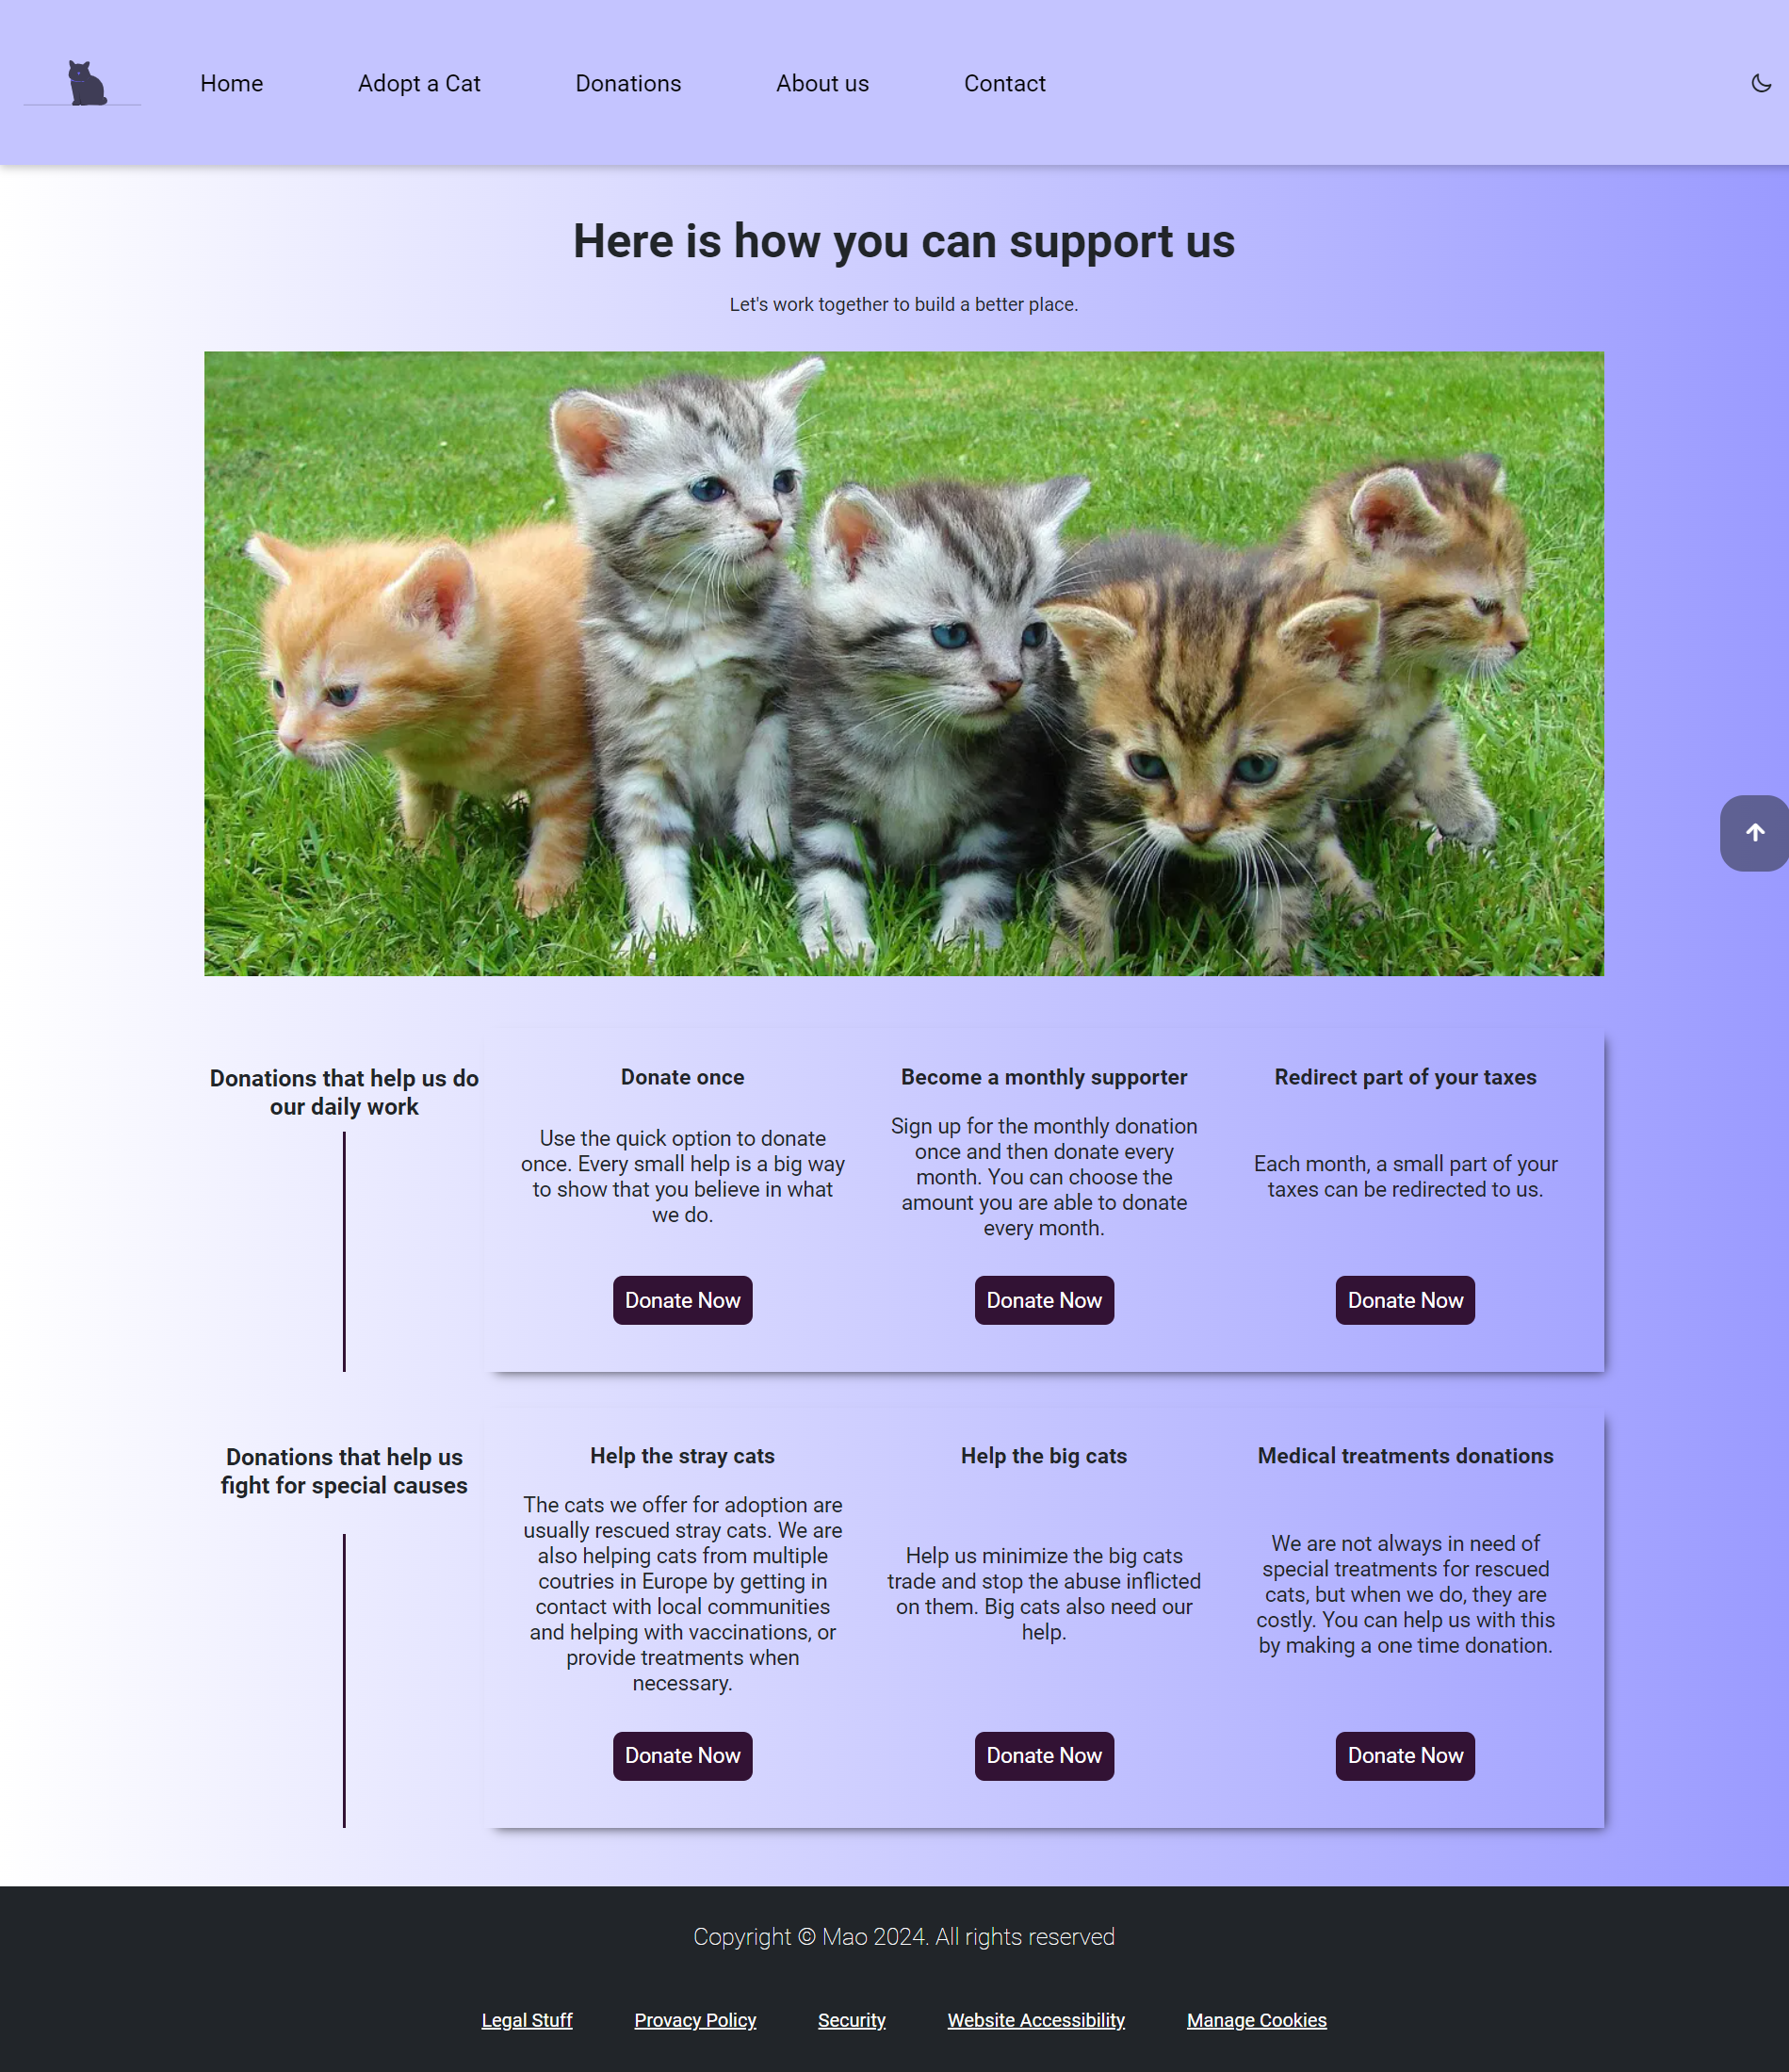 Home
Adopt a Cat
Donations
About us
Contact
Here is how you can support us
Let's work together to build a better place.
Donations that help us do
our daily work
Donate once
Use the quick option to donate
once. Every small help is a big way
to show that you believe in what
we do.
Donate Now
Become a monthly supporter
Sign up for the monthly donation
once and then donate every
month. You can choose the
amount you are able to donate
every month.
Donate Now
Redirect part of your taxes
Each month, a small part of your
taxes can be redirected to us.
Donate Now
Donations that help us
fight for special causes
Help the stray cats
The cats we offer for adoption are
usually rescued stray cats. We are
also helping cats from multiple
coutries in Europe by getting in
contact with local communities
and helping with vaccinations, or
provide treatments when
necessary.
Donate Now
Help the big cats
Help us minimize the big cats
trade and stop the abuse inflicted
on them. Big cats also need our
help.
Donate Now
Medical treatments donations
We are not always in need of
special treatments for rescued
cats, but when we do, they are
costly. You can help us with this
by making a one time donation.
Donate Now
Copyright © Mao 2024. All rights reserved
Legal Stuff
Provacy Policy
Security
Website Accessibility
Manage Cookies